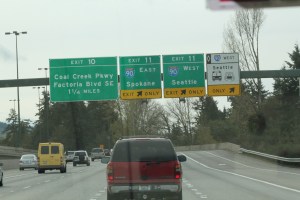 EXIT 10
Coal Creek Pkwy
Factoria Blvd SE
1 1/4 MILES
EXIT 11
90 EAST
Spokane
EXIT ONLY
EXIT 11
90 WEST
Seattle
EXIT ONLY
WEST
Seattle
ONLY